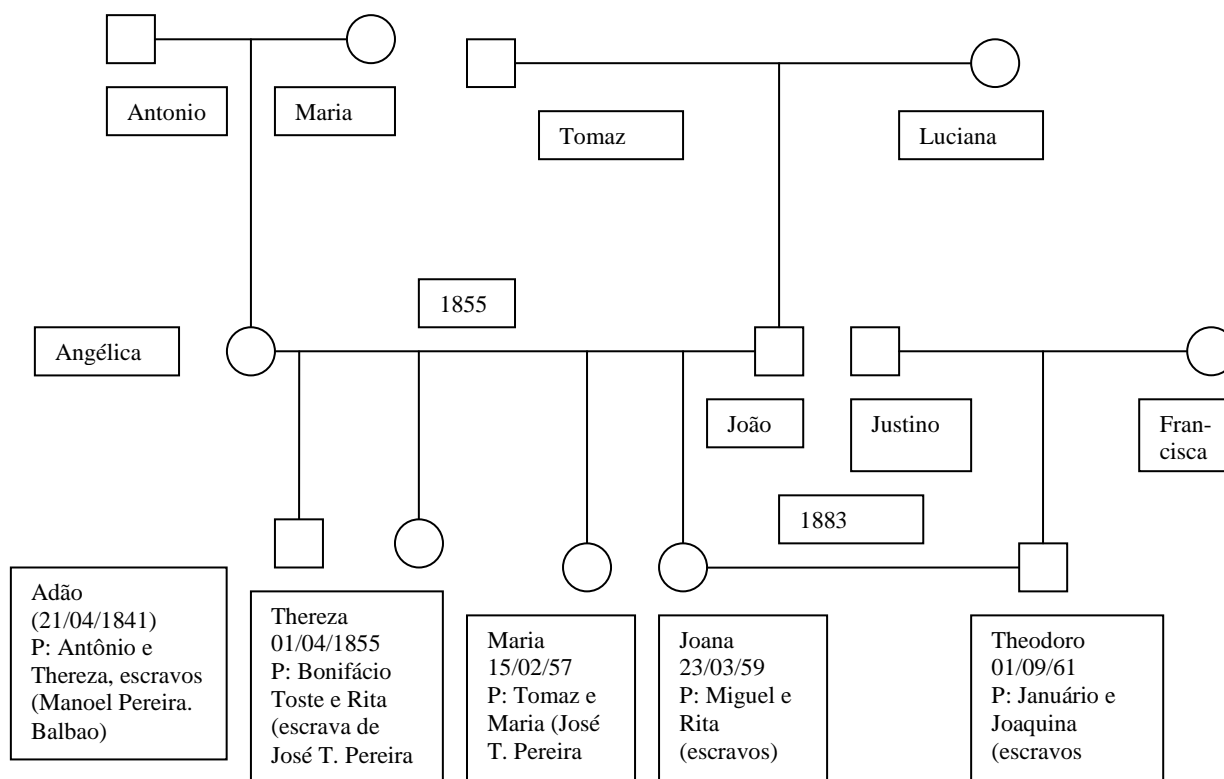 Antonio
Maria
Tomaz
Luciana
1855
Angélica
João
Justino
Fran-
cisca
1883
Adão
(21/04/1841)
P: Antônio e
Thereza, escravos
(Manoel Pereira.
Balbao)
Thereza
01/04/1855
P: Bonifácio
Toste e Rita
(escrava de
José T. Pereira
Maria
15/02/57
P: Tomaz e
Maria (José
T. Pereira
Joana
23/03/59
P: Miguel e
Rita
(escravos)
Theodoro
01/09/61
P: Januário e
Joaquina
(escravos